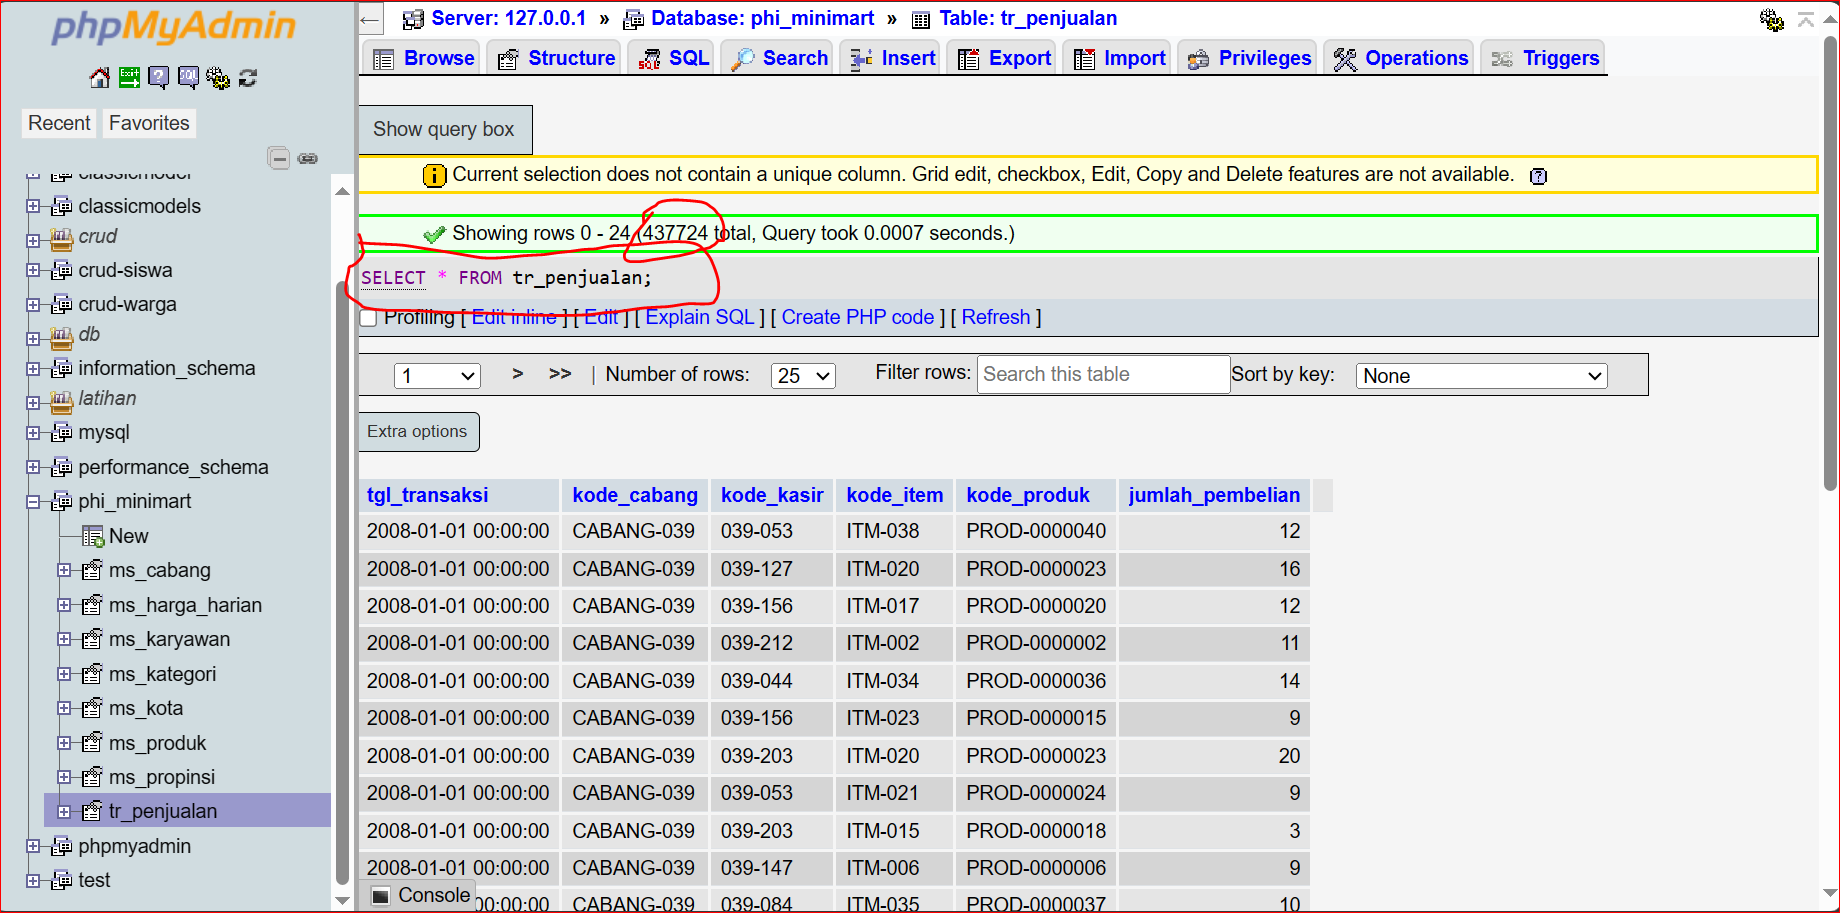 phpMyAdmin
Recent Favorites
classicmodel
classicmodels
crud
crud-siswa
crud-warga
db
information_schema
latihan
mysql
performance_schema
phi_minimart
New
ms_cabang
ms_harga_harian
ms_karyawan
ms_kategori
ms_kota
ms_produk
ms_propinsi
tr_penjualan
phpmyadmin
test
Server: 127.0.0.1 » Database: phi_minimart » Table: tr_penjualan
Browse Structure SQL Search Insert Export Import Privileges Operations Triggers
Show query box
Current selection does not contain a unique column. Grid edit, checkbox, Edit, Copy and Delete features are not available.
Showing rows 0 - 24 (437724 total, Query took 0.0007 seconds.)
SELECT * FROM tr_penjualan;
Profiling [ Edit inline ] [ Edit ] [ Explain SQL ] [ Create PHP code ] [ Refresh ]
1 > >> | Number of rows: 25 Filter rows: Search this table Sort by key: None
Extra options
tgl_transaksi kode_cabang kode_kasir kode_item kode_produk jumlah_pembelian
2008-01-01 00:00:00 CABANG-039 039-053 ITM-038 PROD-0000040 12
2008-01-01 00:00:00 CABANG-039 039-127 ITM-020 PROD-0000023 16
2008-01-01 00:00:00 CABANG-039 039-156 ITM-017 PROD-0000020 12
2008-01-01 00:00:00 CABANG-039 039-212 ITM-002 PROD-0000002 11
2008-01-01 00:00:00 CABANG-039 039-044 ITM-034 PROD-0000036 14
2008-01-01 00:00:00 CABANG-039 039-156 ITM-023 PROD-0000015 9
2008-01-01 00:00:00 CABANG-039 039-203 ITM-020 PROD-0000023 20
2008-01-01 00:00:00 CABANG-039 039-053 ITM-021 PROD-0000024 9
2008-01-01 00:00:00 CABANG-039 039-203 ITM-015 PROD-0000018 3
2008-01-01 00:00:00 CABANG-039 039-147 ITM-006 PROD-0000006 9
00:00:00 CABANG-039 039-084 ITM-035 PROD-0000037 10
Console